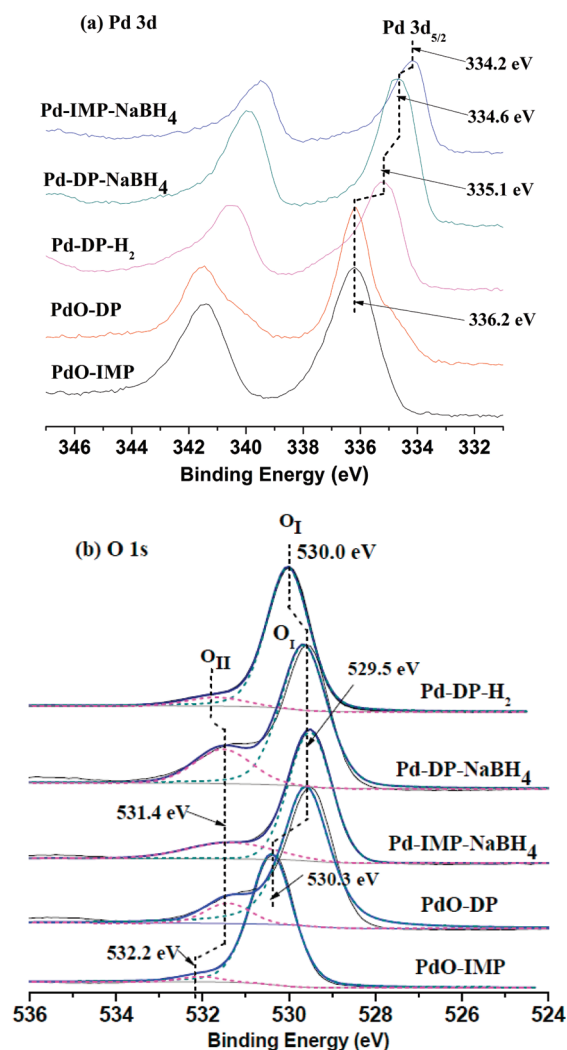 (a) Pd 3d
Pd 3d5/2
334.2 eV
Pd-IMP-NaBH4
334.6 eV
Pd-DP-NaBH4
335.1 eV
Pd-DP-H2
PdO-DP
336.2 eV
PdO-IMP
346 344 342 340 338 336 334 332
Binding Energy (eV)
(b) O 1s
OI
530.0 eV
OII
OI
529.5 eV
Pd-DP-H2
Pd-DP-NaBH4
531.4 eV
Pd-IMP-NaBH4
530.3 eV
PdO-DP
532.2 eV
PdO-IMP
536 534 532 530 528 526 524
Binding Energy (eV)